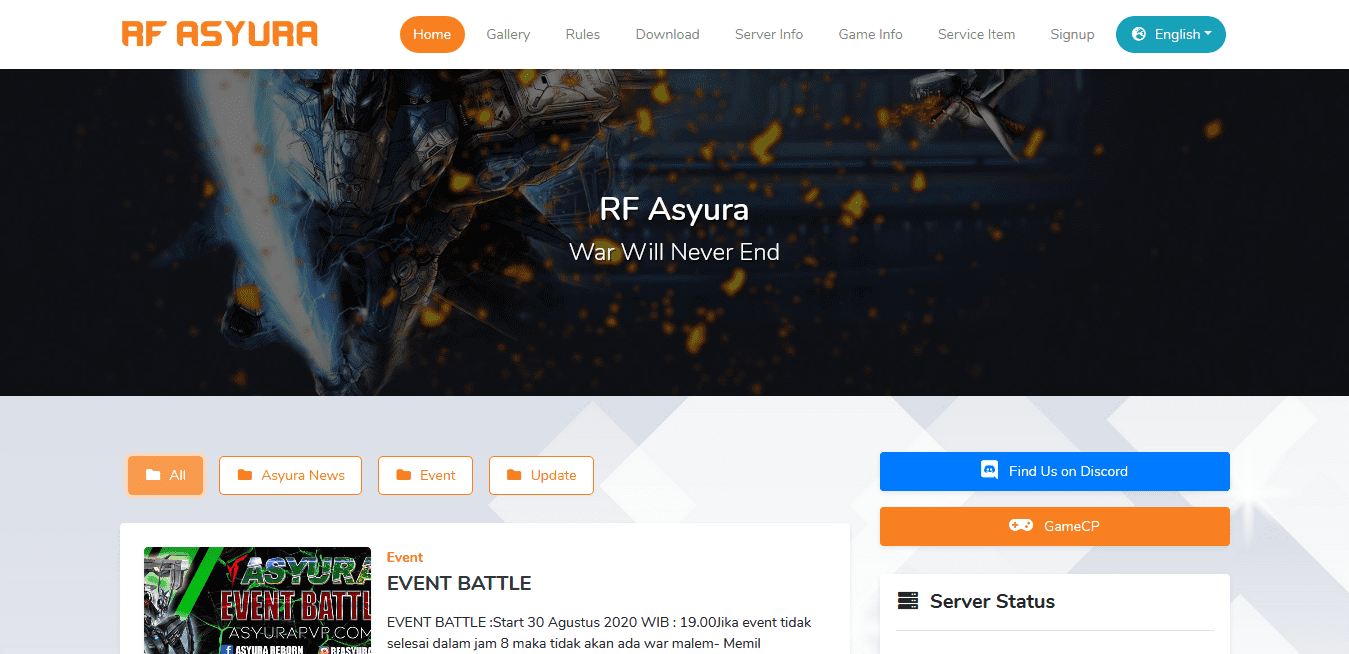 RF ASYURA
Home Gallery Rules Download Server Info Game Info Service Item Signup English
RF Asyura
War Will Never End
All Asyura News Event Update
Find Us on Discord
GameCP
Event
EVENT BATTLE
EVENT BATTLE :Start 30 Agustus 2020 WIB : 19.00Jika event tidak
selesai dalam jam 8 maka tidak akan ada war malem- Memil
ASYURA
EVENT BATTL
ASYURAPVP.COM
ASYURA REBORN
RFASYURA
Server Status